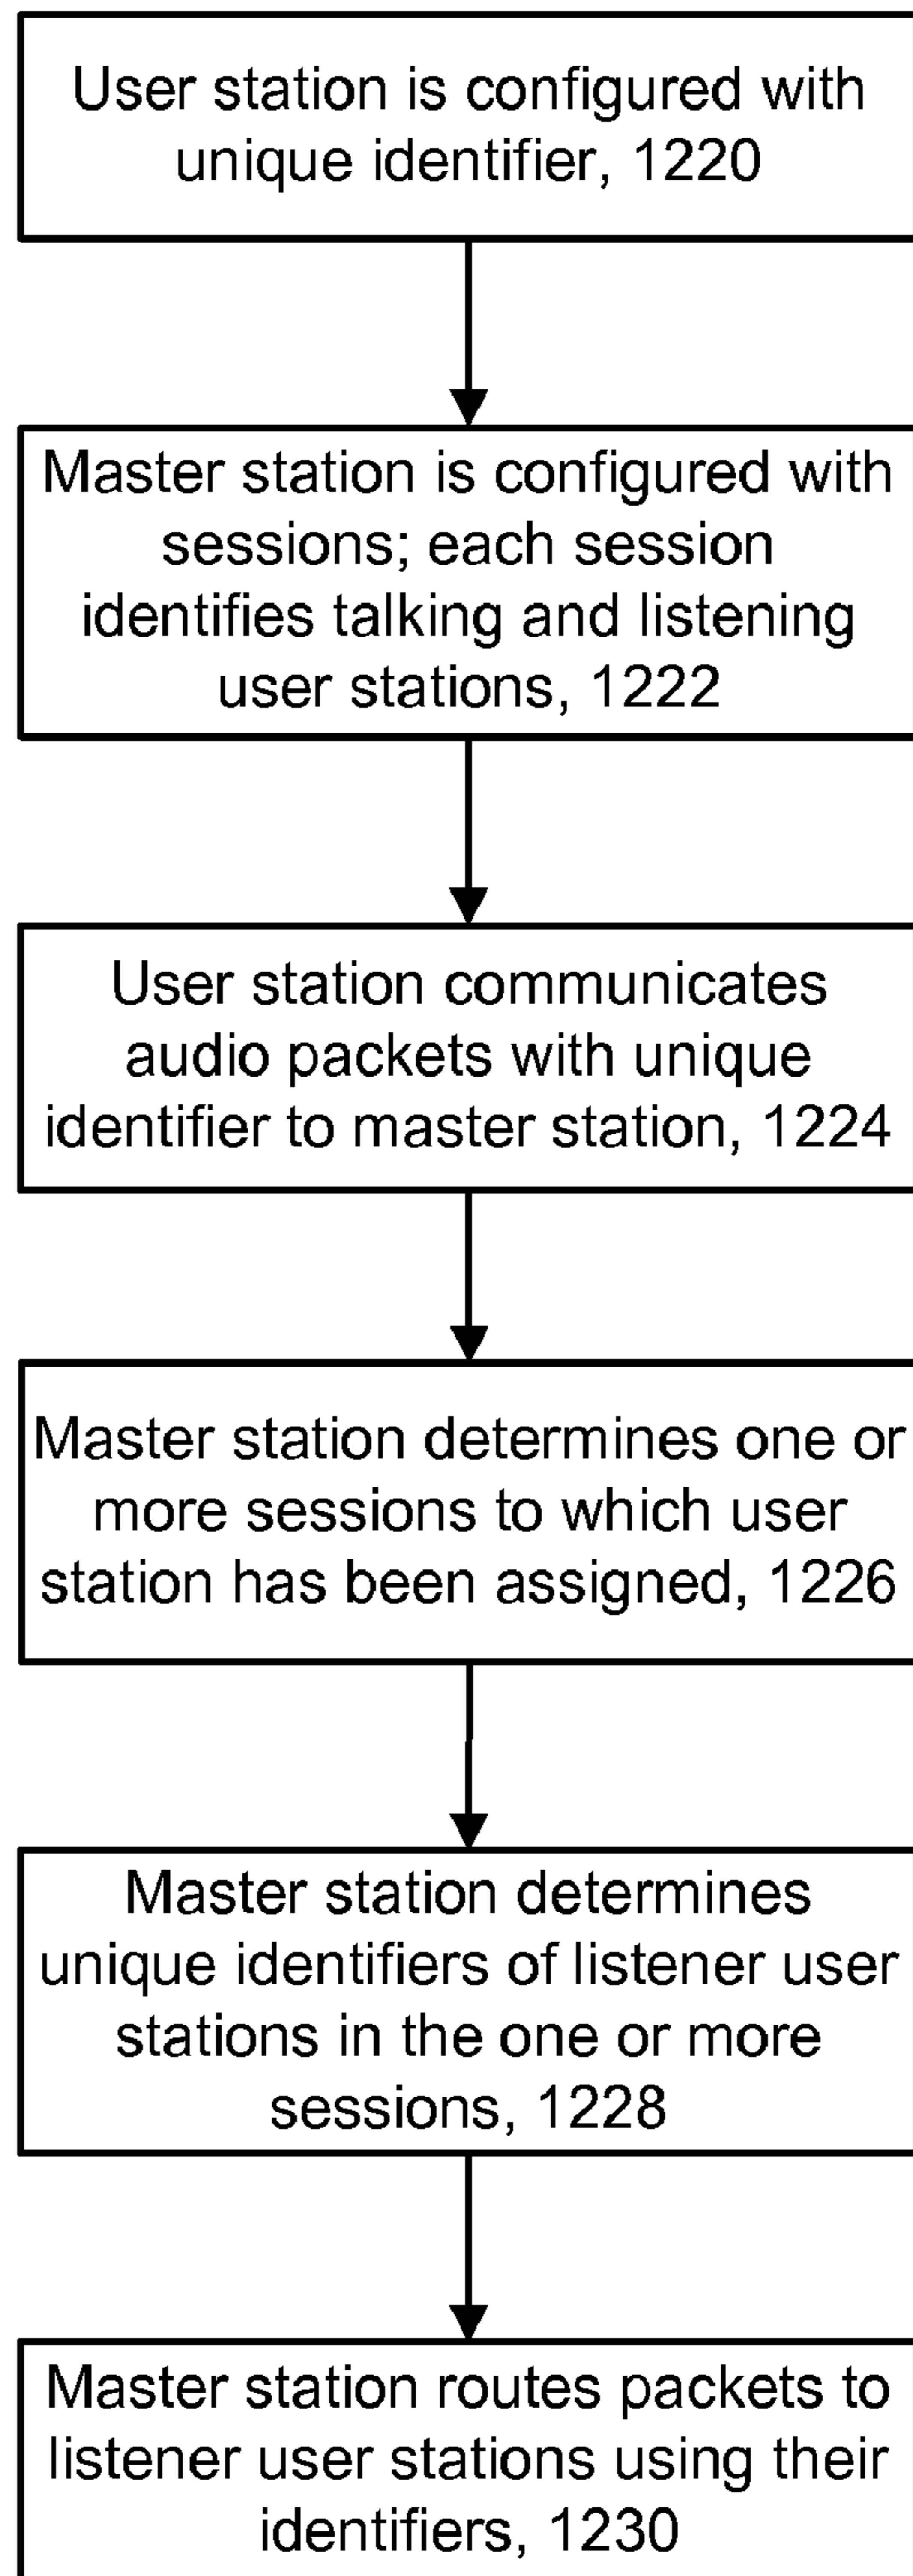 User station is configured with
unique identifier, 1220
Master station is configured with
sessions; each session
identifies talking and listening
user stations, 1222
User station communicates
audio packets with unique
identifier to master station, 1224
Master station determines one or
more sessions to which user
station has been assigned, 1226
Master station determines
unique identifiers of listener user
stations in the one or more
sessions, 1228
Master station routes packets to
listener user stations using their
identifiers, 1230